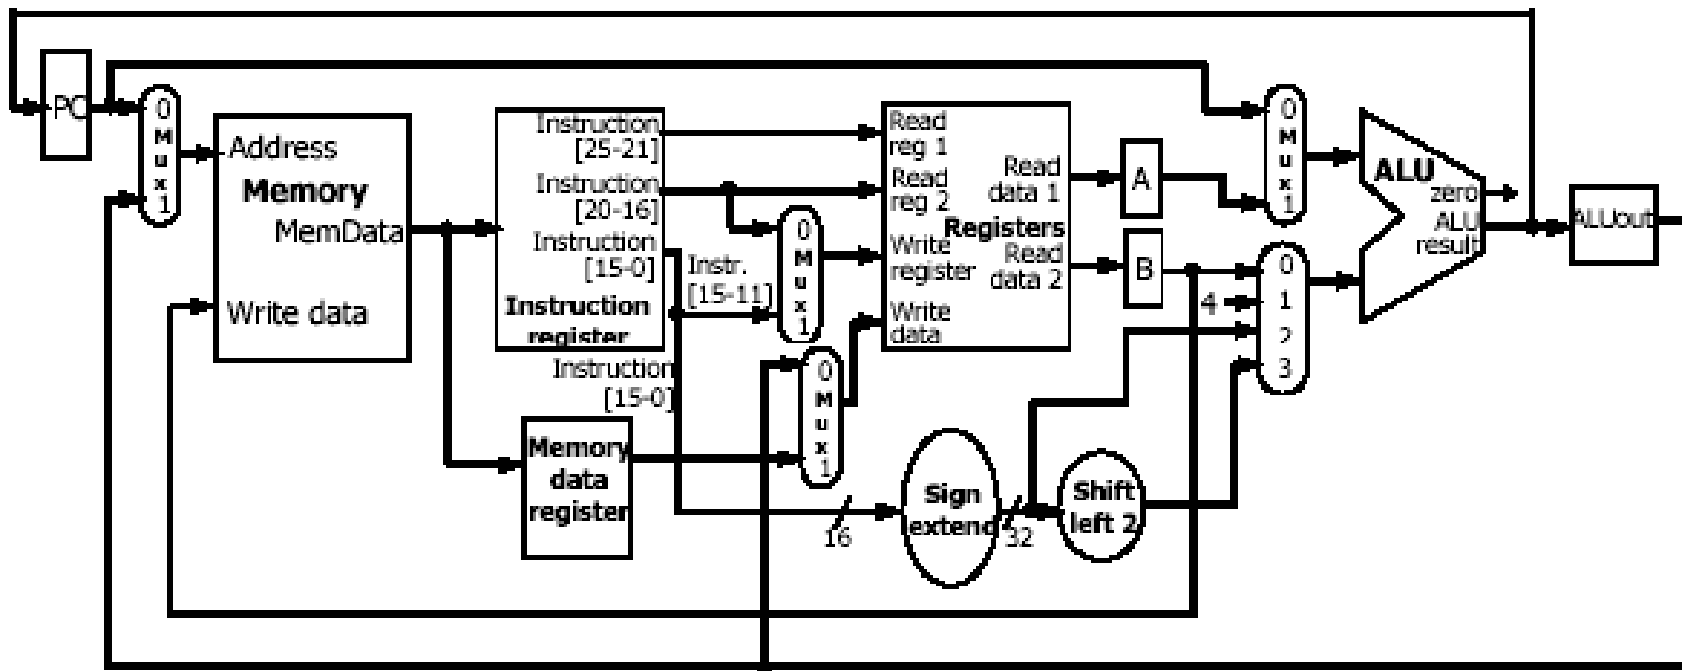 PC
0
M
u
x
1
Address
Memory
MemData
Write data
Instruction
[25-21]
Instruction
[20-16]
Instruction
[15-0]
Instruction
register
Instr.
[15-11]
0
M
u
x
1
Instruction
[15-0]
Memory
data
register
0
M
u
x
1
16
Sign
extend
32
Shift
left 2
Read
reg 1
Read
reg 2
Write
register
Write
data
Read
data 1
Registers
Read
data 2
A
B
4
0
M
u
x
1
0
1
2
3
ALU
zero
ALU
result
ALUout